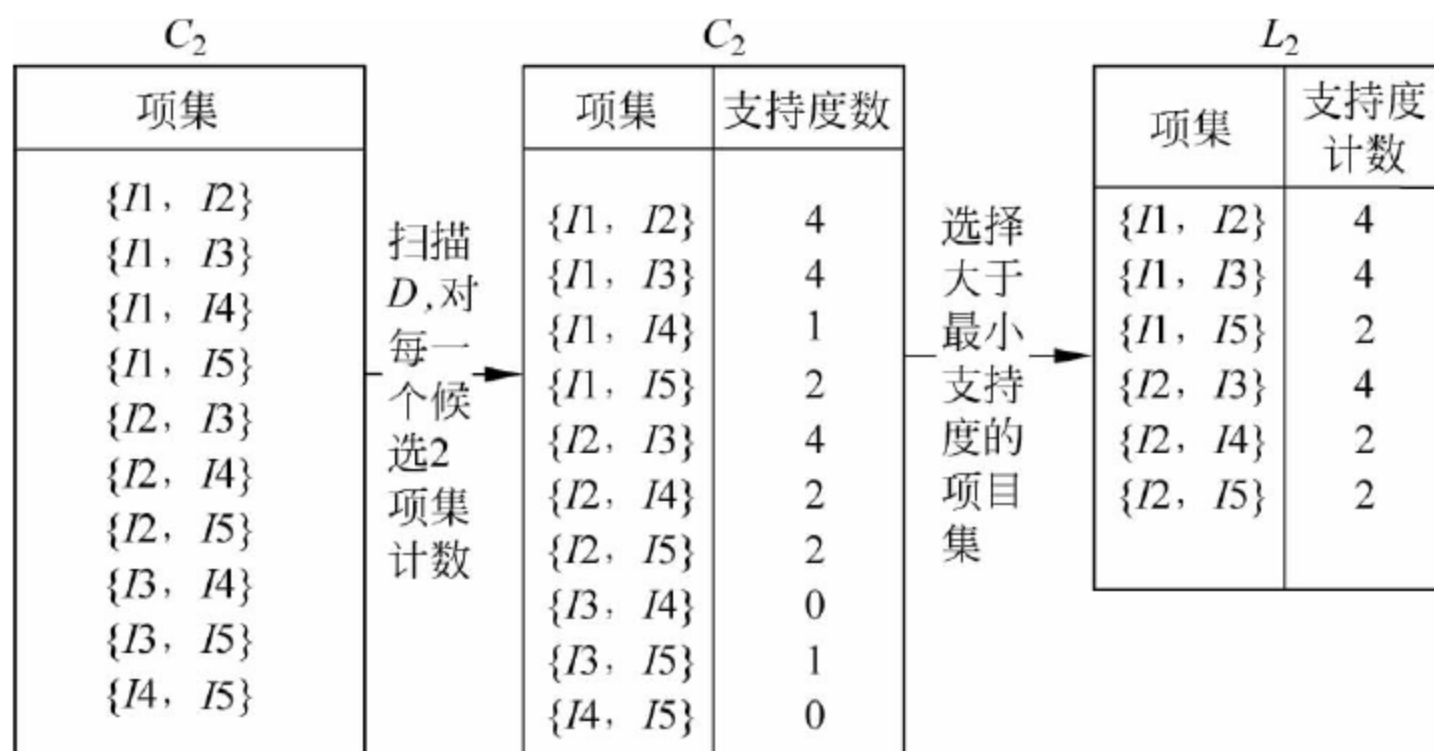 C2
项集
{I1, I2}
{I1, I3}
{I1, I4}
{I1, I5}
{I2, I3}
{I2, I4}
{I2, I5}
{I3, I4}
{I3, I5}
{I4, I5}
扫描
D,对
每一
个候
选2
项集
计数
C2
项集 支持度数
{I1, I2} 4
{I1, I3} 4
{I1, I4} 1
{I1, I5} 2
{I2, I3} 4
{I2, I4} 2
{I2, I5} 2
{I3, I4} 0
{I3, I5} 1
{I4, I5} 0
选择
大于
最小
支持
度的
项目
集
L2
项集 支持度
计数
{I1, I2} 4
{I1, I3} 4
{I1, I5} 2
{I2, I3} 4
{I2, I4} 2
{I2, I5} 2